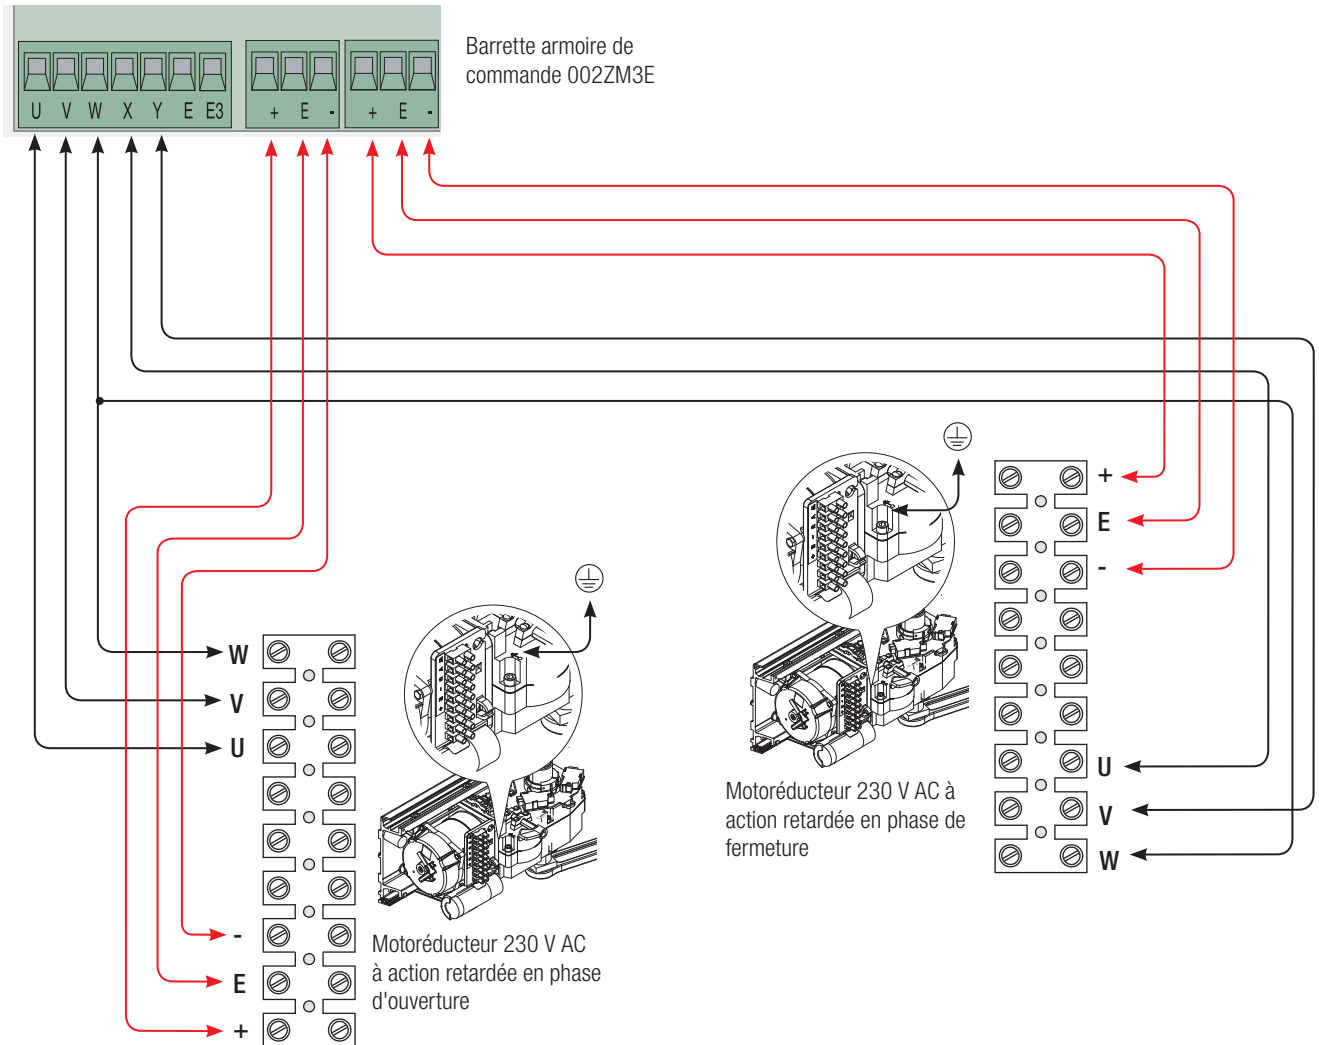 Barrette armoire de
commande 002ZM3E
U V W X Y E E3 + E - + E -
+
E
-
U
V
W
Motoréducteur 230 V AC à
action retardée en phase de
fermeture
W
V
U
-
E
+
Motoréducteur 230 V AC
à action retardée en phase
d'ouverture